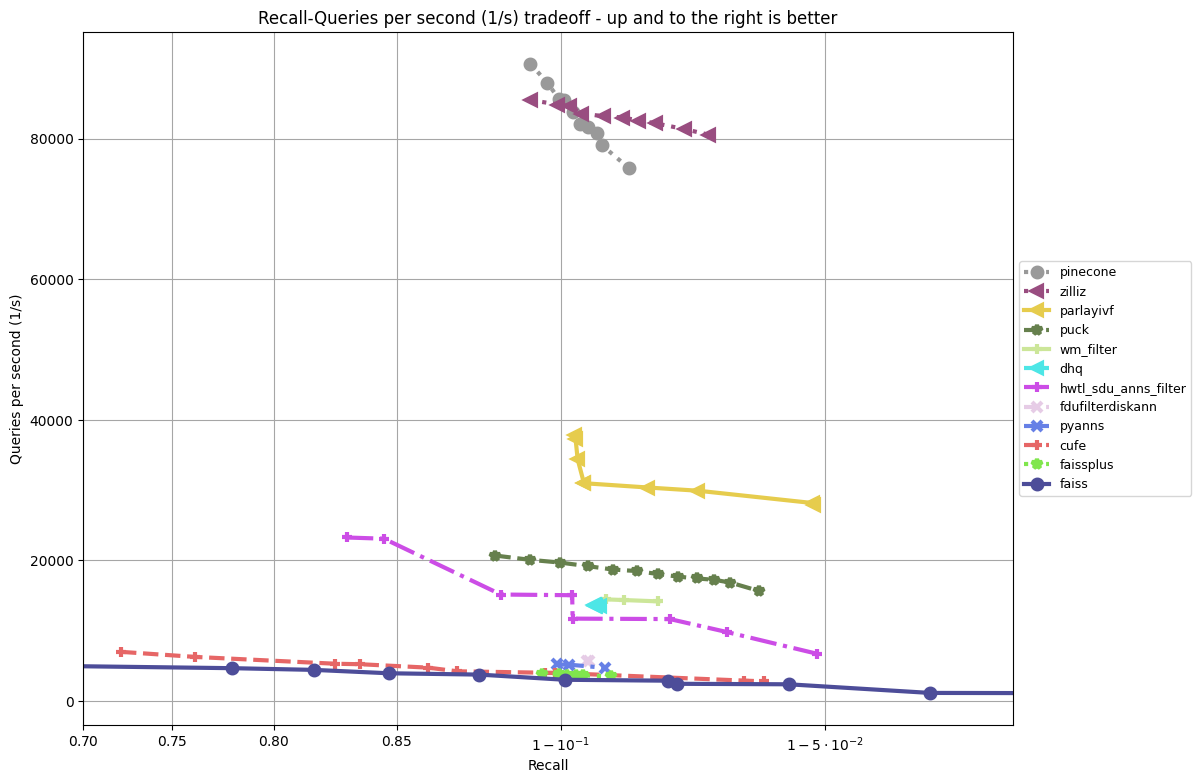 Recall-Queries per second (1/s) tradeoff - up and to the right is better
Queries per second (1/s)
80000
60000
40000
20000
0
0.70 0.75 0.80 0.85 1 − 10⁻¹ 1 − 5 · 10⁻²
Recall
pinecone
zilliz
parlayivf
puck
wm_filter
dhq
hwtl_sdu_anns_filter
fdufilterdiskann
pyanns
cufe
faissplus
faiss